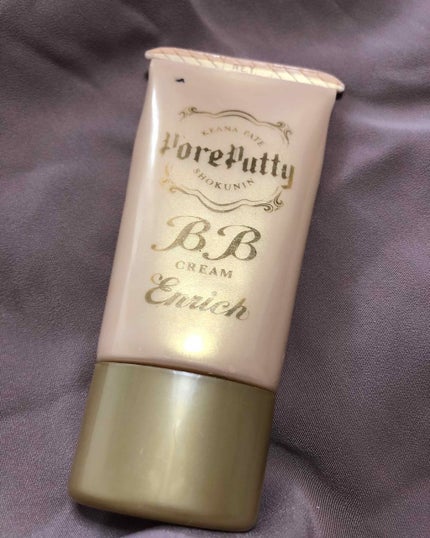 KEANA PATE
PorePutty
SHOKUNIN
BB
CREAM
Enrich